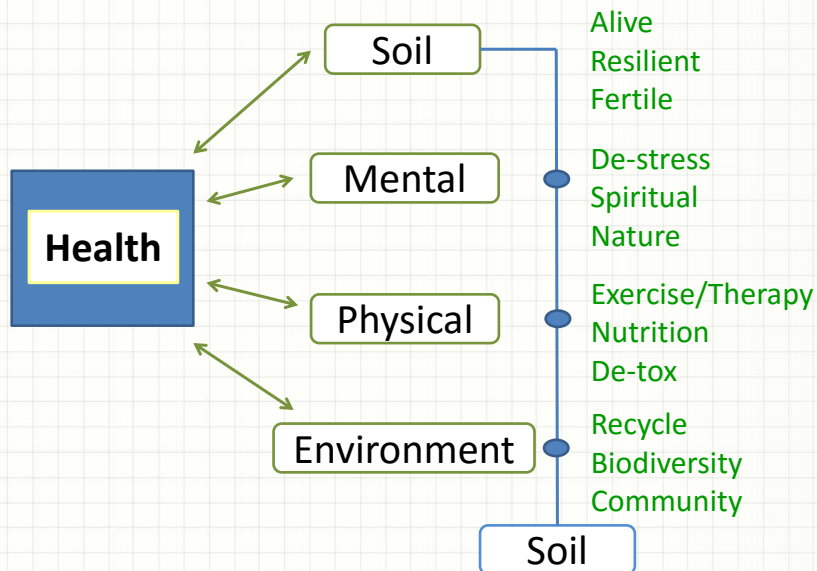 Health
Soil
Alive
Resilient
Fertile
Mental
De-stress
Spiritual
Nature
Physical
Exercise/Therapy
Nutrition
De-tox
Environment
Recycle
Biodiversity
Community
Soil